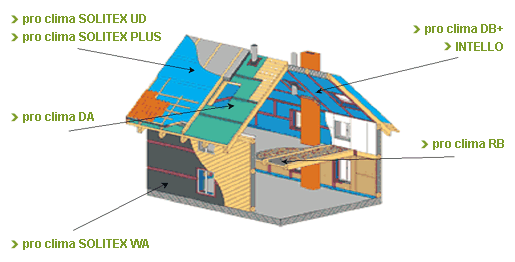 > pro clima SOLITEX UD
> pro clima SOLITEX PLUS
> pro clima DB+
> INTELLO
> pro clima DA
> pro clima RB
> pro clima SOLITEX WA